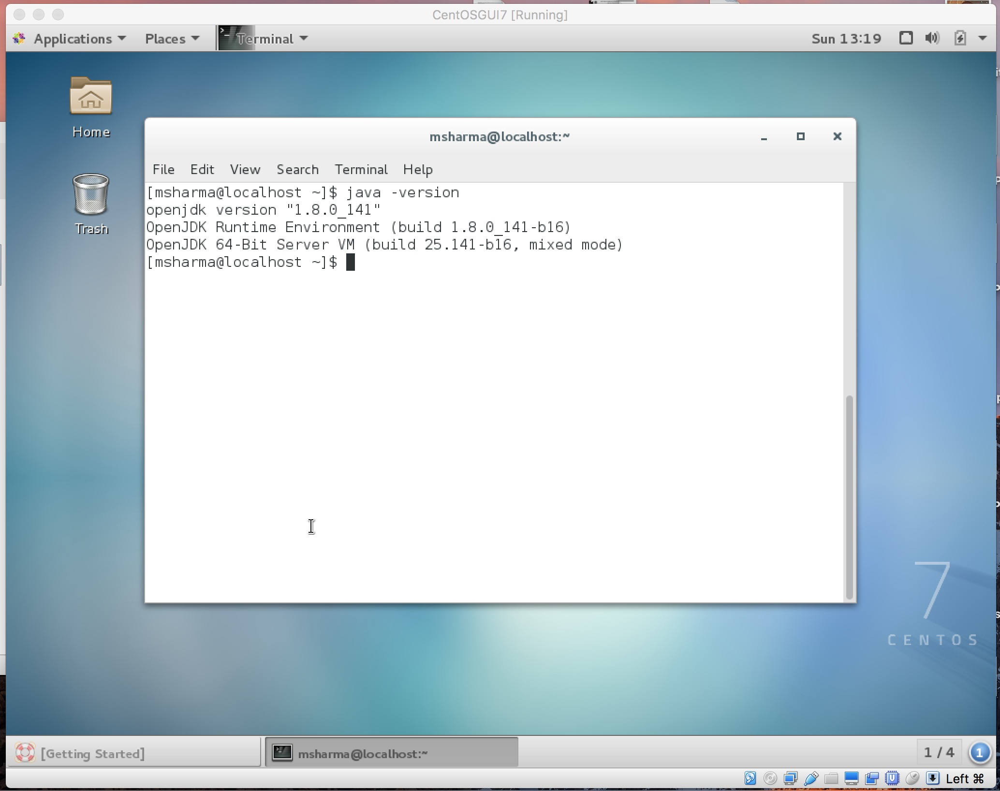 CentOSGUI7 [Running]
Applications Places Terminal Sun 13:19
Home
Trash
msharma@localhost:~
File Edit View Search Terminal Help
[msharma@localhost ~]$ java -version
openjdk version "1.8.0_141"
OpenJDK Runtime Environment (build 1.8.0_141-b16)
OpenJDK 64-Bit Server VM (build 25.141-b16, mixed mode)
[msharma@localhost ~]$
7
CENTOS
[Getting Started] msharma@localhost:~ 1 / 4 1
Left ⌘